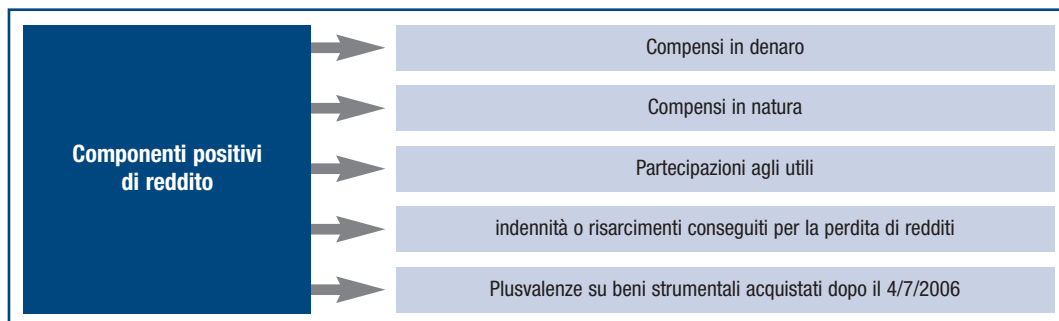 Componenti positivi
di reddito
Compensi in denaro
Compensi in natura
Partecipazioni agli utili
indennità o risarcimenti conseguiti per la perdita di redditi
Plusvalenze su beni strumentali acquistati dopo il 4/7/2006